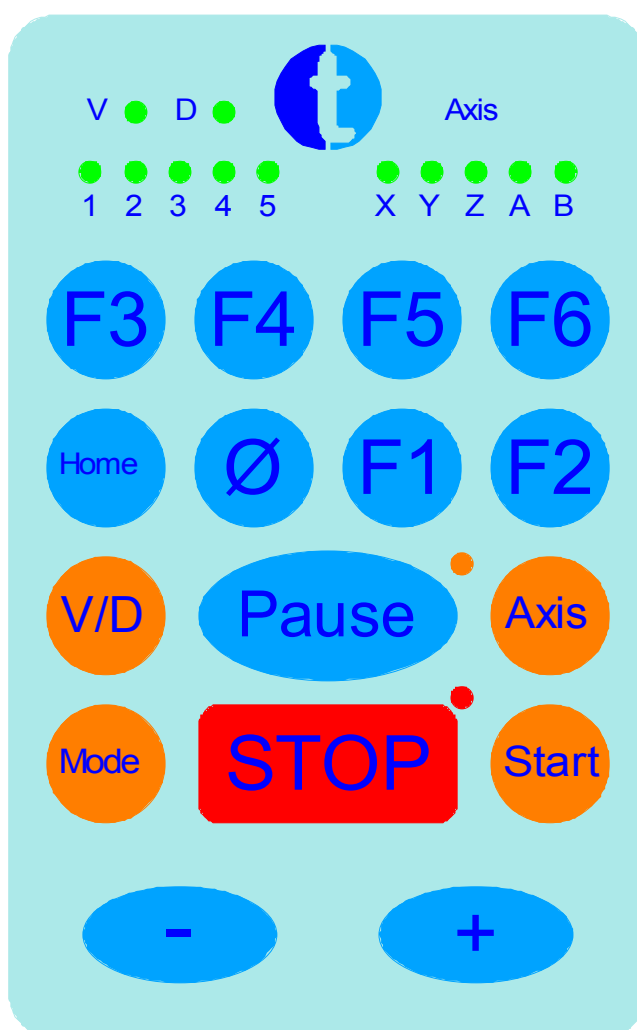 V D t Axis
1 2 3 4 5 X Y Z A B
F3 F4 F5 F6
Home Ø F1 F2
V/D Pause Axis
Mode STOP Start
- +